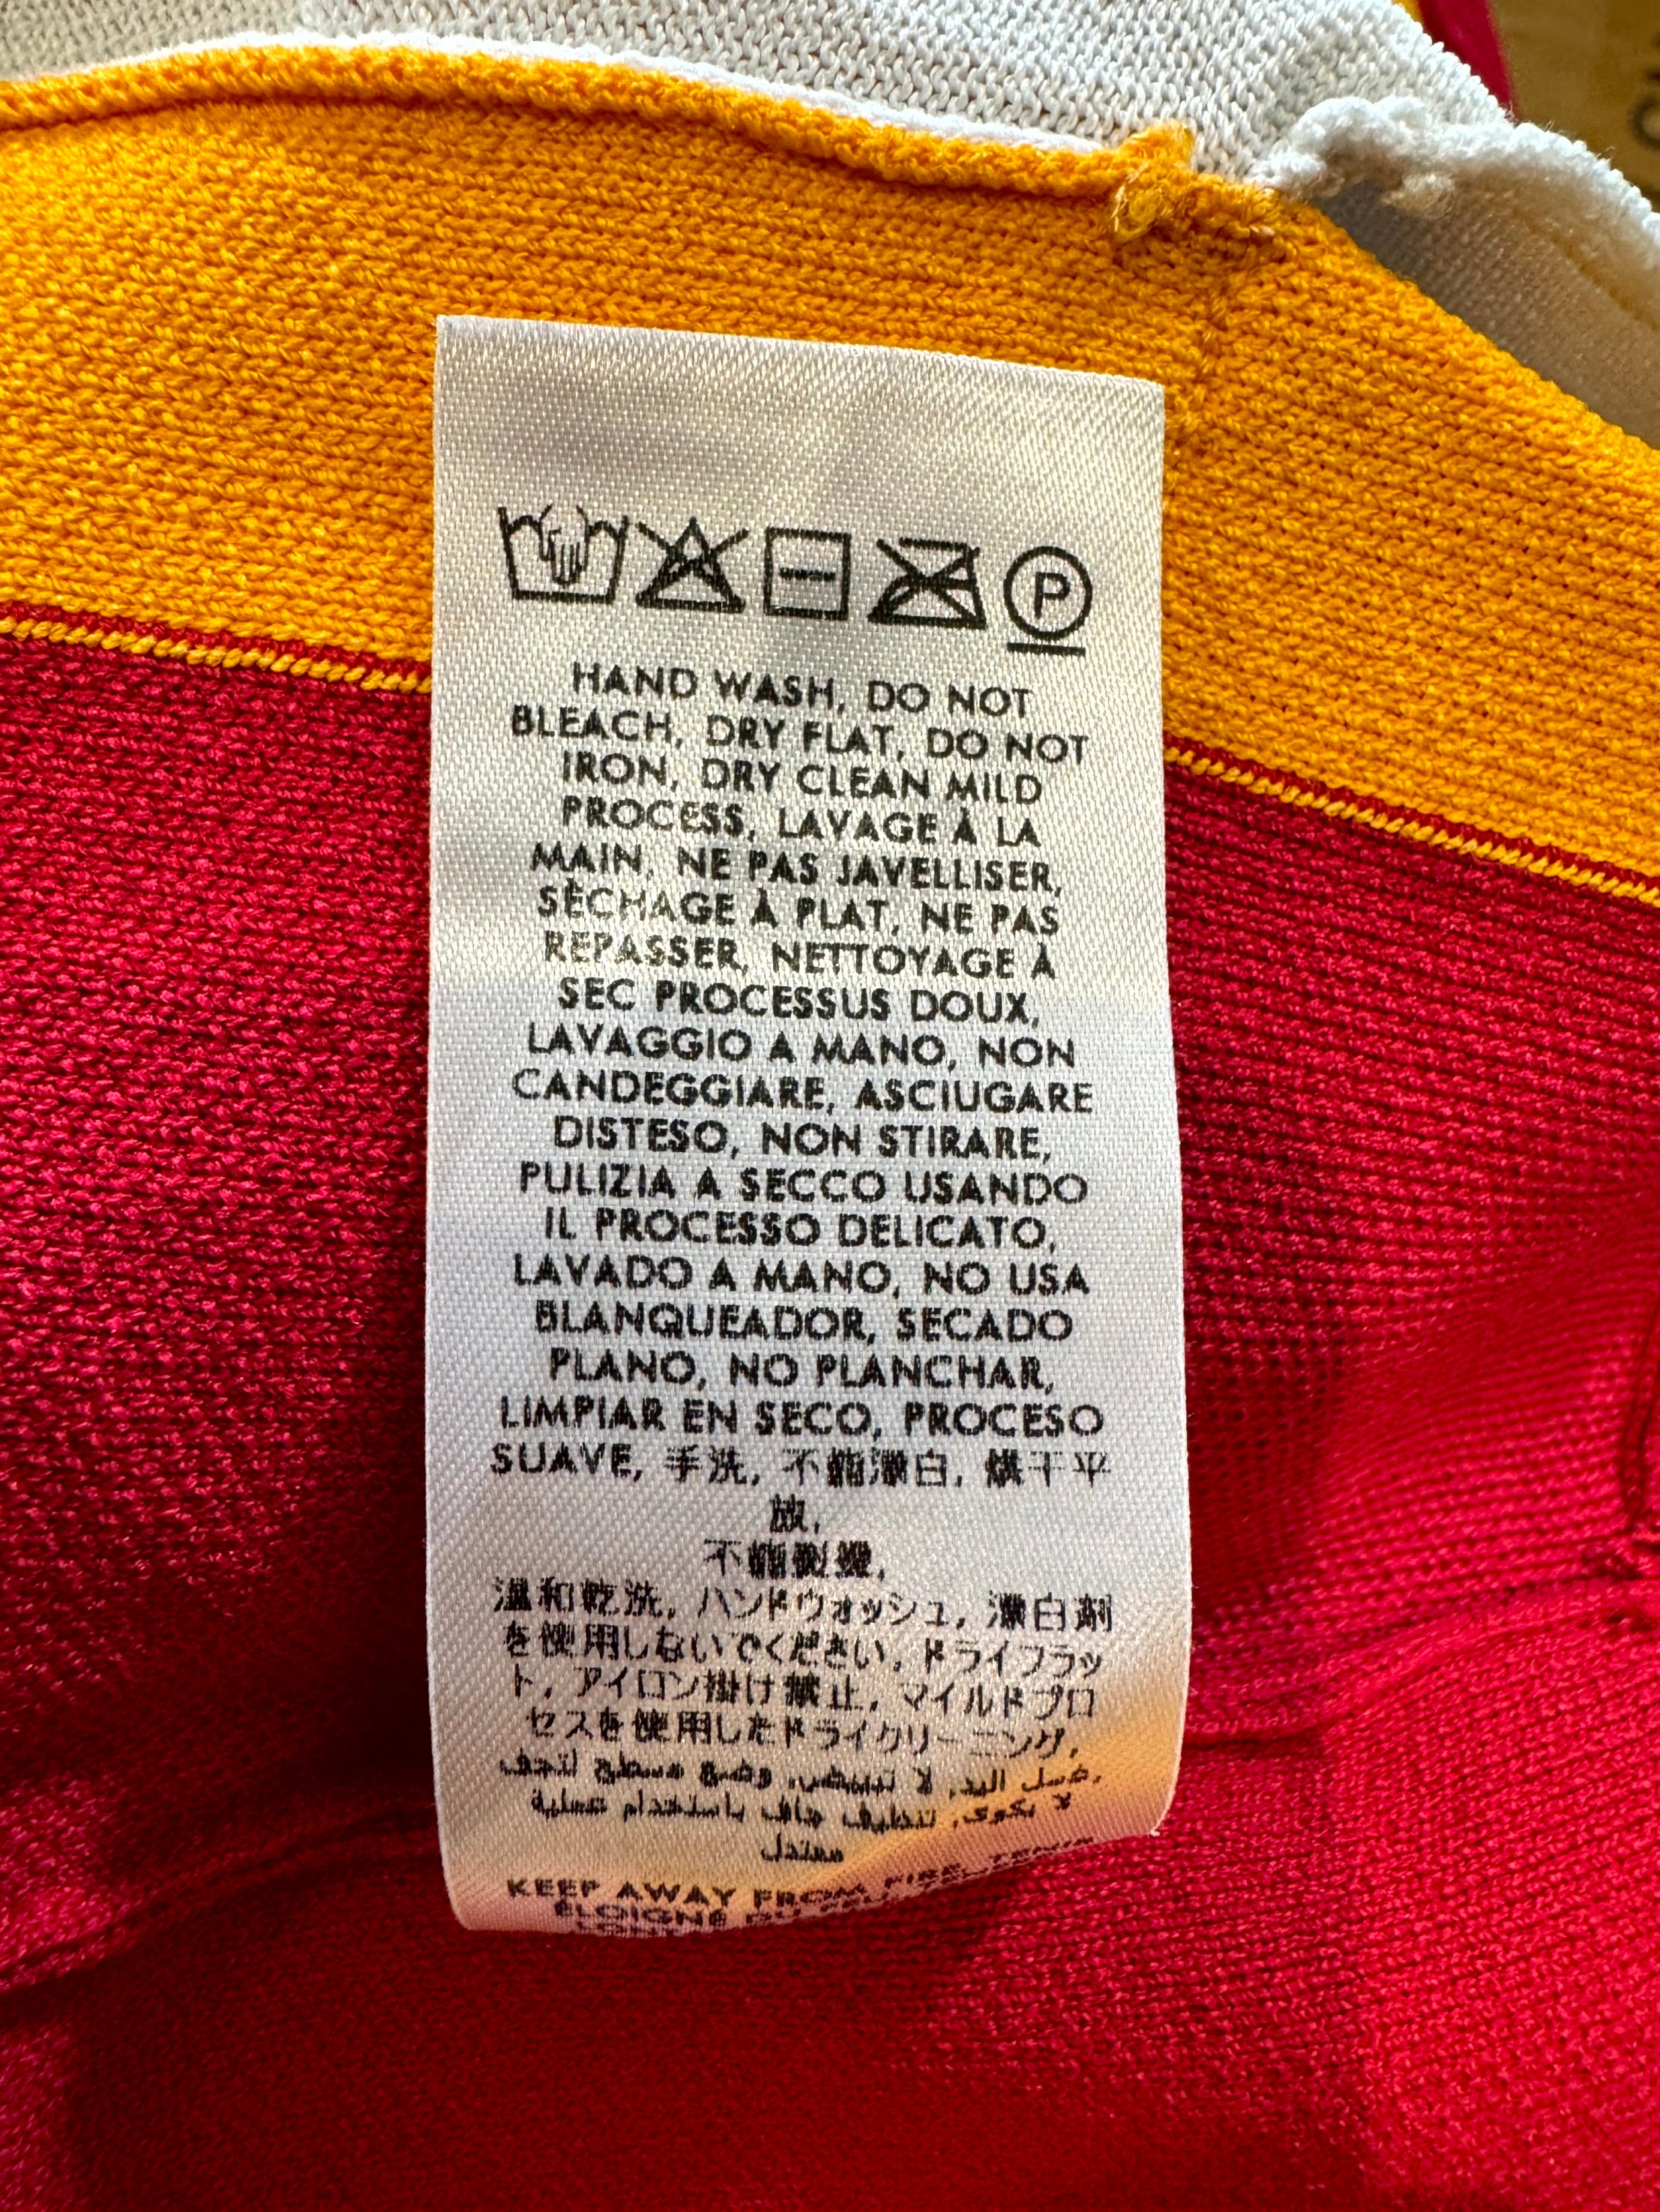 P
HAND WASH, DO NOT
BLEACH, DRY FLAT, DO NOT
IRON, DRY CLEAN MILD
PROCESS, LAVAGE À LA
MAIN, NE PAS JAVELLISER,
SÉCHAGE À PLAT, NE PAS
REPASSER, NETTOYAGE À
SEC PROCESSUS DOUX,
LAVAGGIO A MANO, NON
CANDEGGIARE, ASCIUGARE
DISTESO, NON STIRARE,
PULIZIA A SECCO USANDO
IL PROCESSO DELICATO,
LAVADO A MANO, NO USA
BLANQUEADOR, SECADO
PLANO, NO PLANCHAR,
LIMPIAR EN SECO, PROCESO
SUAVE, 手洗, 不能漂白, 烘干平
放,
不能
温和乾洗, ハンドウォッシュ, 漂白剤
を使用しないでください, ドライフラッ
ト, アイロン掛け禁止, マイルドプロ
セスを使用したドライクリーニング,
KEEP AWAY FROM FIRE, TENIR
ÉLOIGNÉ DU FEU